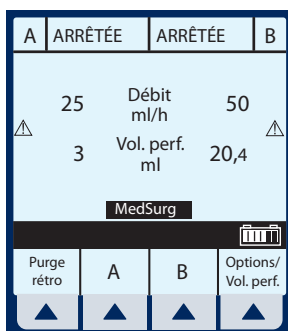 A ARRÊTÉE ARRÊTÉE B
25 Débit 50
ml/h
3 Vol. perf. 20,4
ml
MedSurg
Purge rétro A B Options/ Vol. perf.